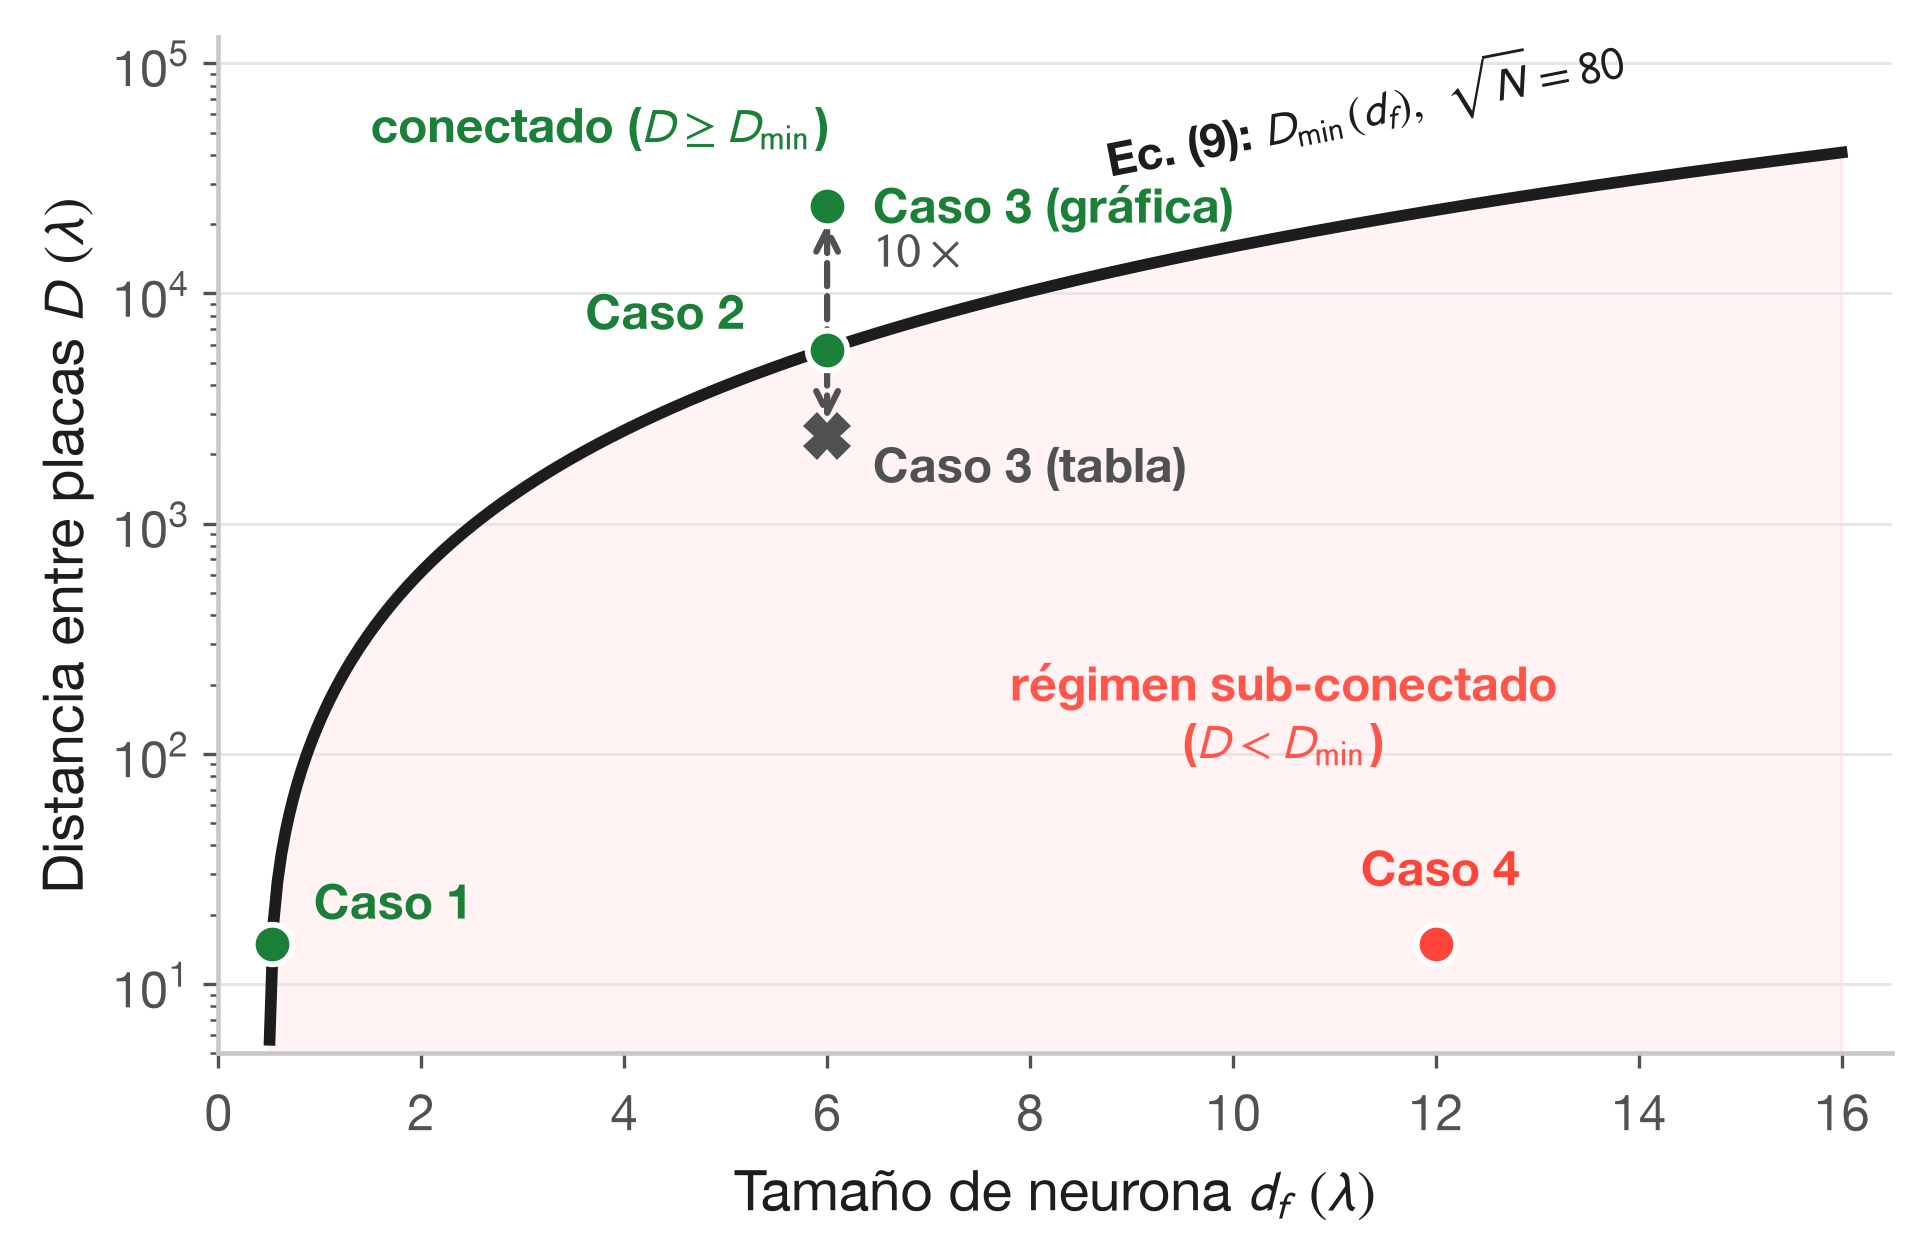 Ec. (9): D_min(d_f), √N = 80
conectado (D ≥ D_min)
Caso 3 (gráfica)
10 ×
Caso 2
Caso 3 (tabla)
régimen sub-conectado
(D < D_min)
Caso 4
Caso 1
10^5
10^4
10^3
10^2
10^1
Distancia entre placas D (λ)
0 2 4 6 8 10 12 14 16
Tamaño de neurona d_f (λ)